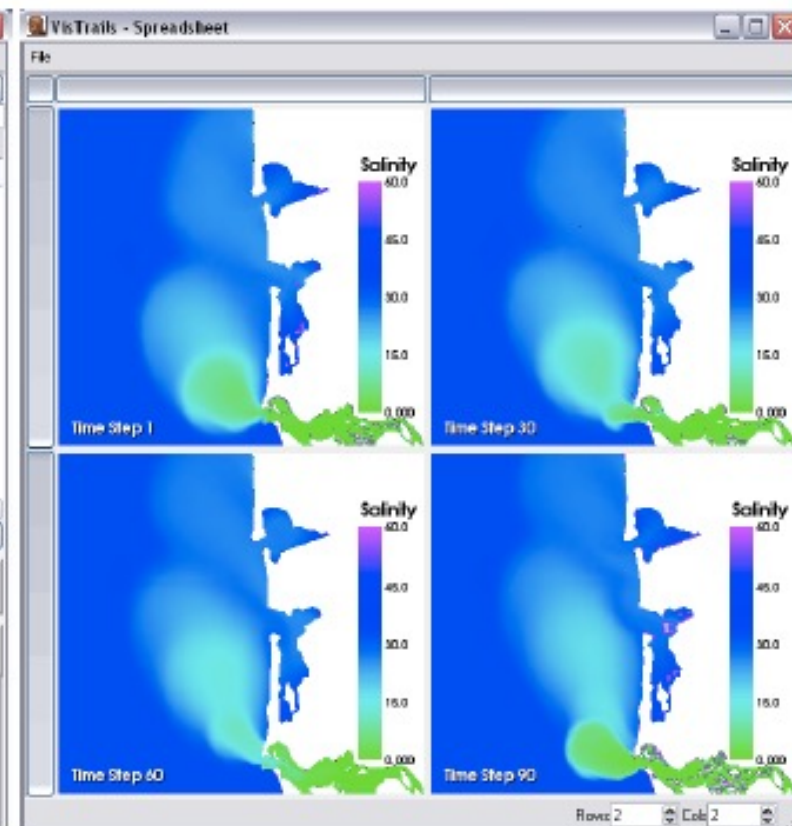 VisTrails - Spreadsheet
File
Salinity
60.0
45.0
30.0
15.0
0.000
Time Step 1
Salinity
60.0
45.0
30.0
15.0
0.000
Time Step 30
Salinity
60.0
45.0
30.0
15.0
0.000
Time Step 60
Salinity
60.0
45.0
30.0
15.0
0.000
Time Step 90
Rows: 2 Cols: 2